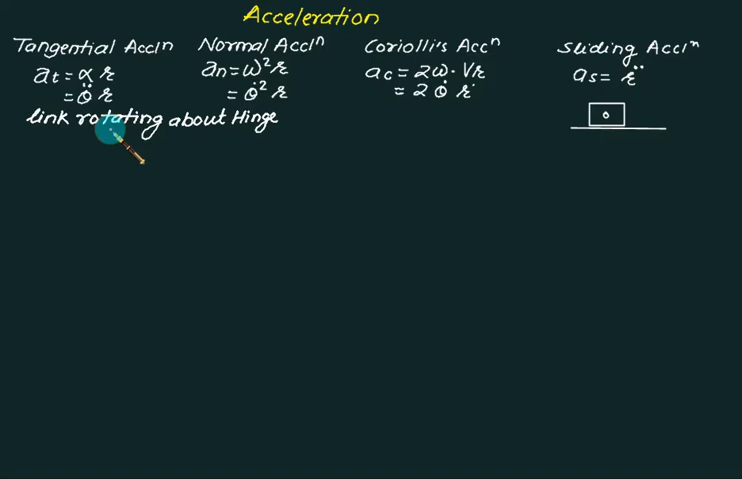 Acceleration
Tangential Acclⁿ
at = α r
= θ̈ r
link rotating about Hinge
Normal Acclⁿ
an = ω² r
= θ̇² r
Coriolli's Accⁿ
ac = 2ω · Vr
= 2 θ̇ ṙ
Sliding Acclⁿ
as = r̈